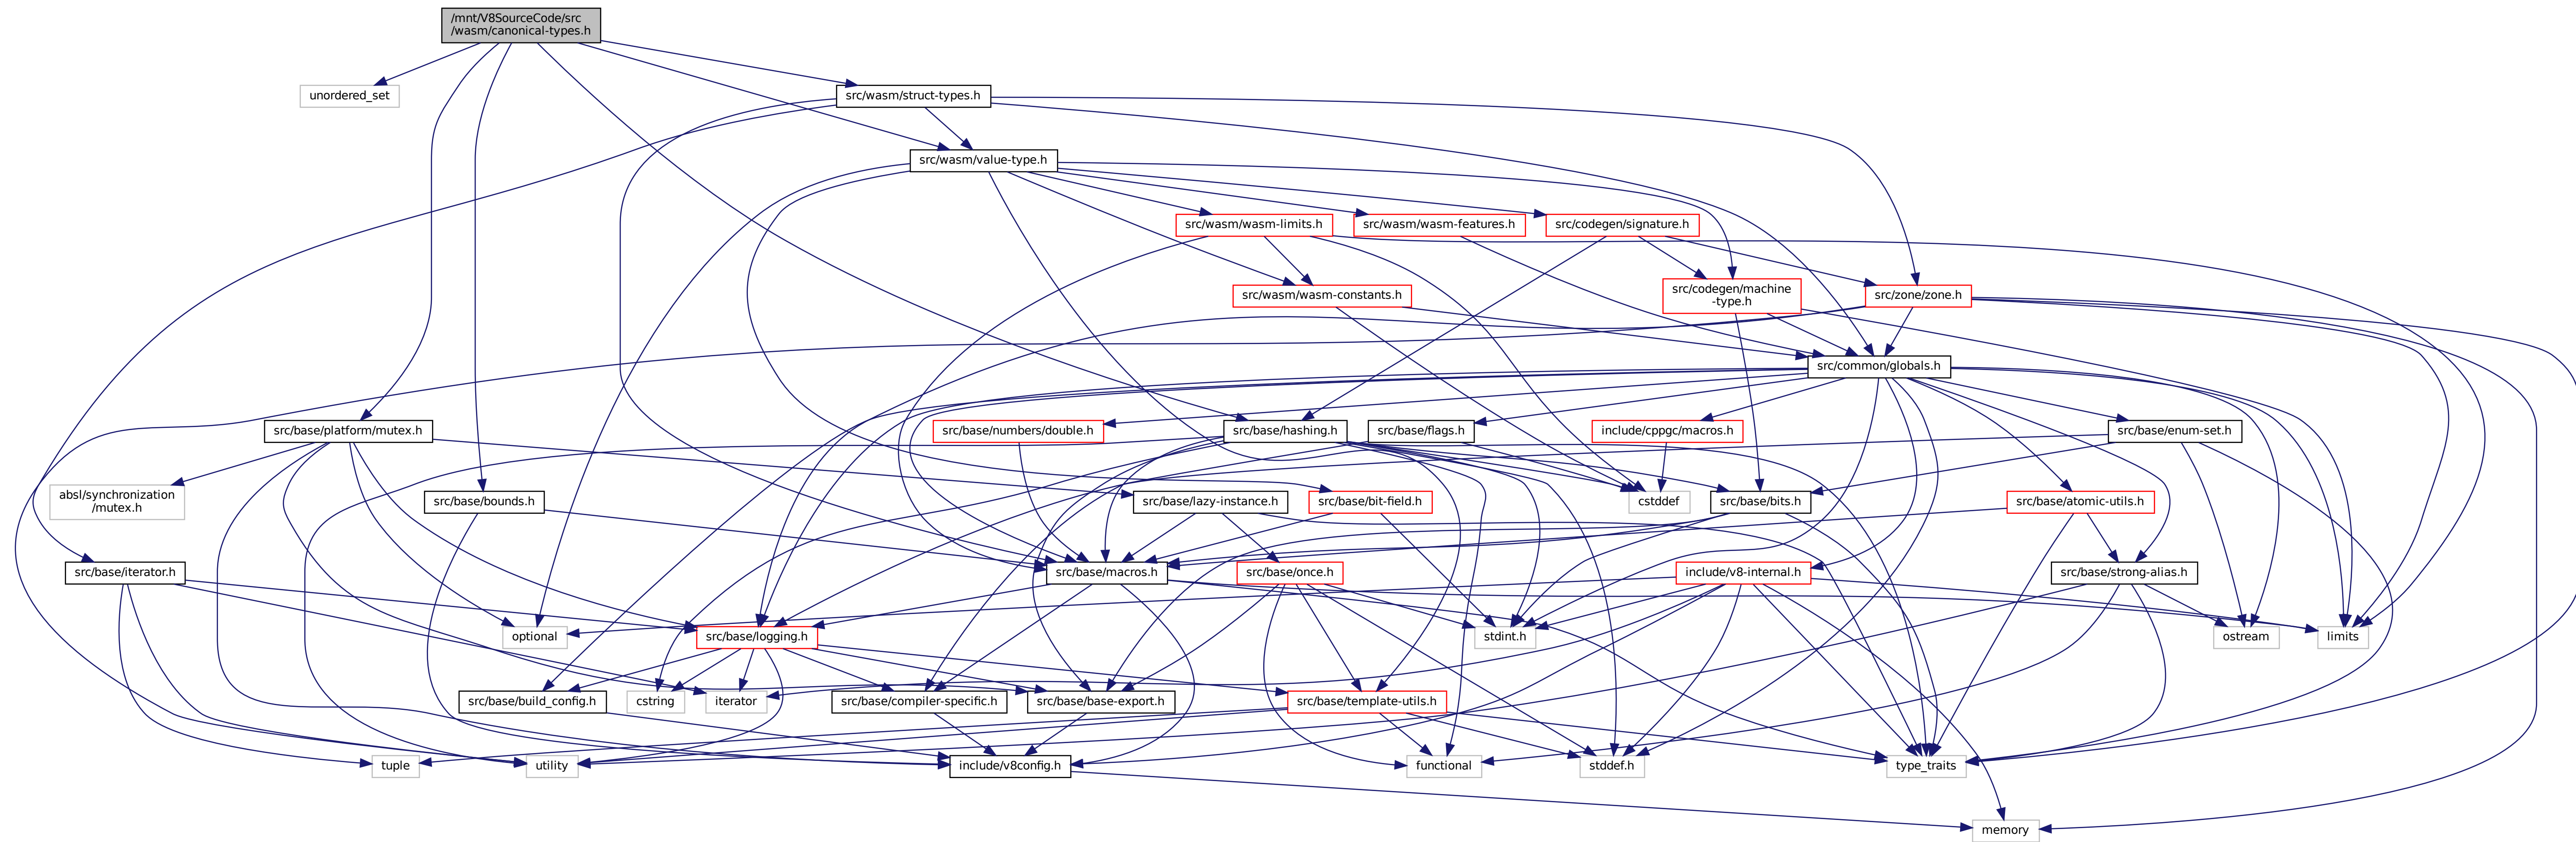 /mnt/V8SourceCode/src
/wasm/canonical-types.h
unordered_set
src/wasm/struct-types.h
src/wasm/value-type.h
src/wasm/wasm-limits.h
src/wasm/wasm-features.h
src/codegen/signature.h
src/wasm/wasm-constants.h
src/codegen/machine
-type.h
src/zone/zone.h
src/common/globals.h
src/base/platform/mutex.h
src/base/numbers/double.h
src/base/hashing.h
src/base/flags.h
include/cppgc/macros.h
src/base/enum-set.h
absl/synchronization
/mutex.h
src/base/bounds.h
src/base/lazy-instance.h
src/base/bit-field.h
cstddef
src/base/bits.h
src/base/atomic-utils.h
src/base/iterator.h
src/base/macros.h
src/base/once.h
include/v8-internal.h
src/base/strong-alias.h
optional
src/base/logging.h
stdint.h
ostream
limits
src/base/build_config.h
cstring
iterator
src/base/compiler-specific.h
src/base/base-export.h
src/base/template-utils.h
tuple
utility
include/v8config.h
functional
stddef.h
type_traits
memory